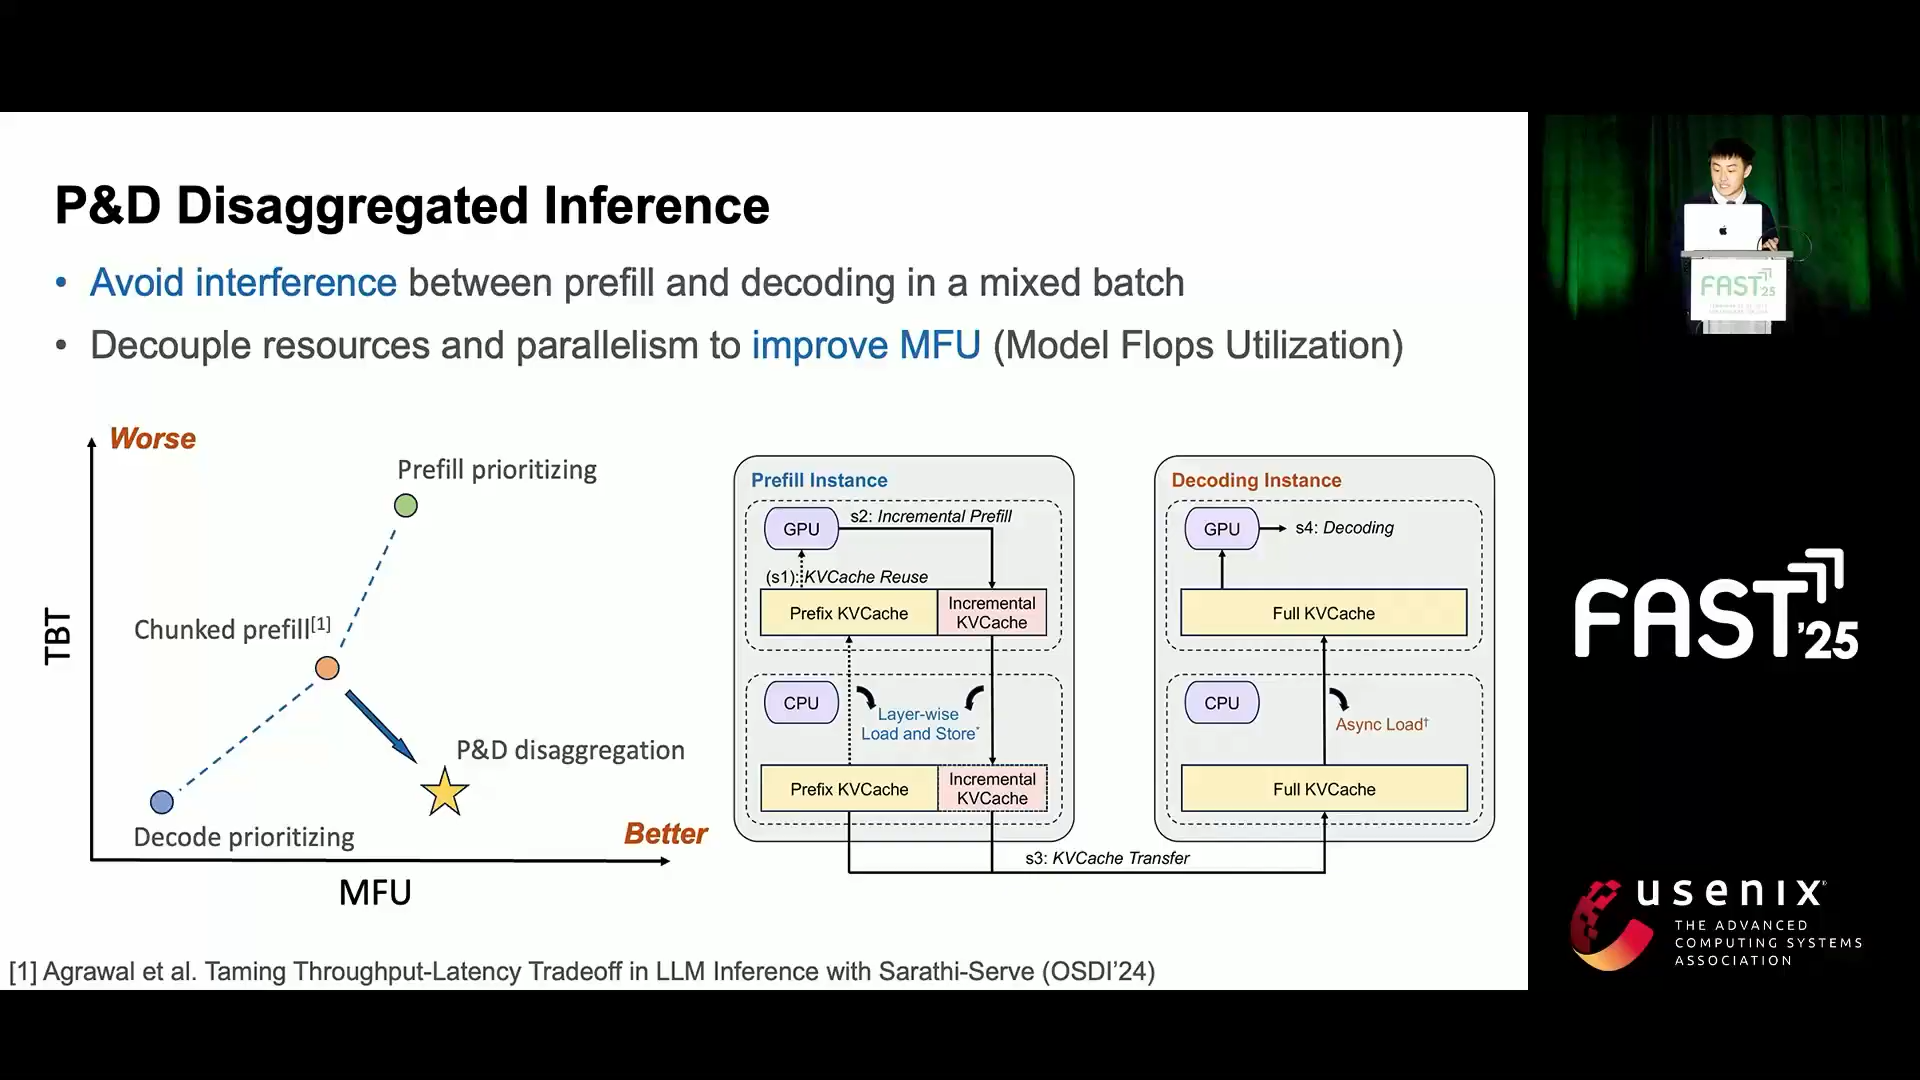 P&D Disaggregated Inference
• Avoid interference between prefill and decoding in a mixed batch
• Decouple resources and parallelism to improve MFU (Model Flops Utilization)
Worse
Prefill prioritizing
Chunked prefill[1]
TBT
P&D disaggregation
Decode prioritizing
Better
MFU
Prefill Instance
GPU
s2: Incremental Prefill
(s1): KVCache Reuse
Prefix KVCache
Incremental
KVCache
CPU
Layer-wise
Load and Store*
Prefix KVCache
Incremental
KVCache
s3: KVCache Transfer
Decoding Instance
GPU
s4: Decoding
Full KVCache
CPU
Async Load†
Full KVCache
[1] Agrawal et al. Taming Throughput-Latency Tradeoff in LLM Inference with Sarathi-Serve (OSDI'24)
FAST'25
FAST'25
usenix®
THE ADVANCED
COMPUTING SYSTEMS
ASSOCIATION